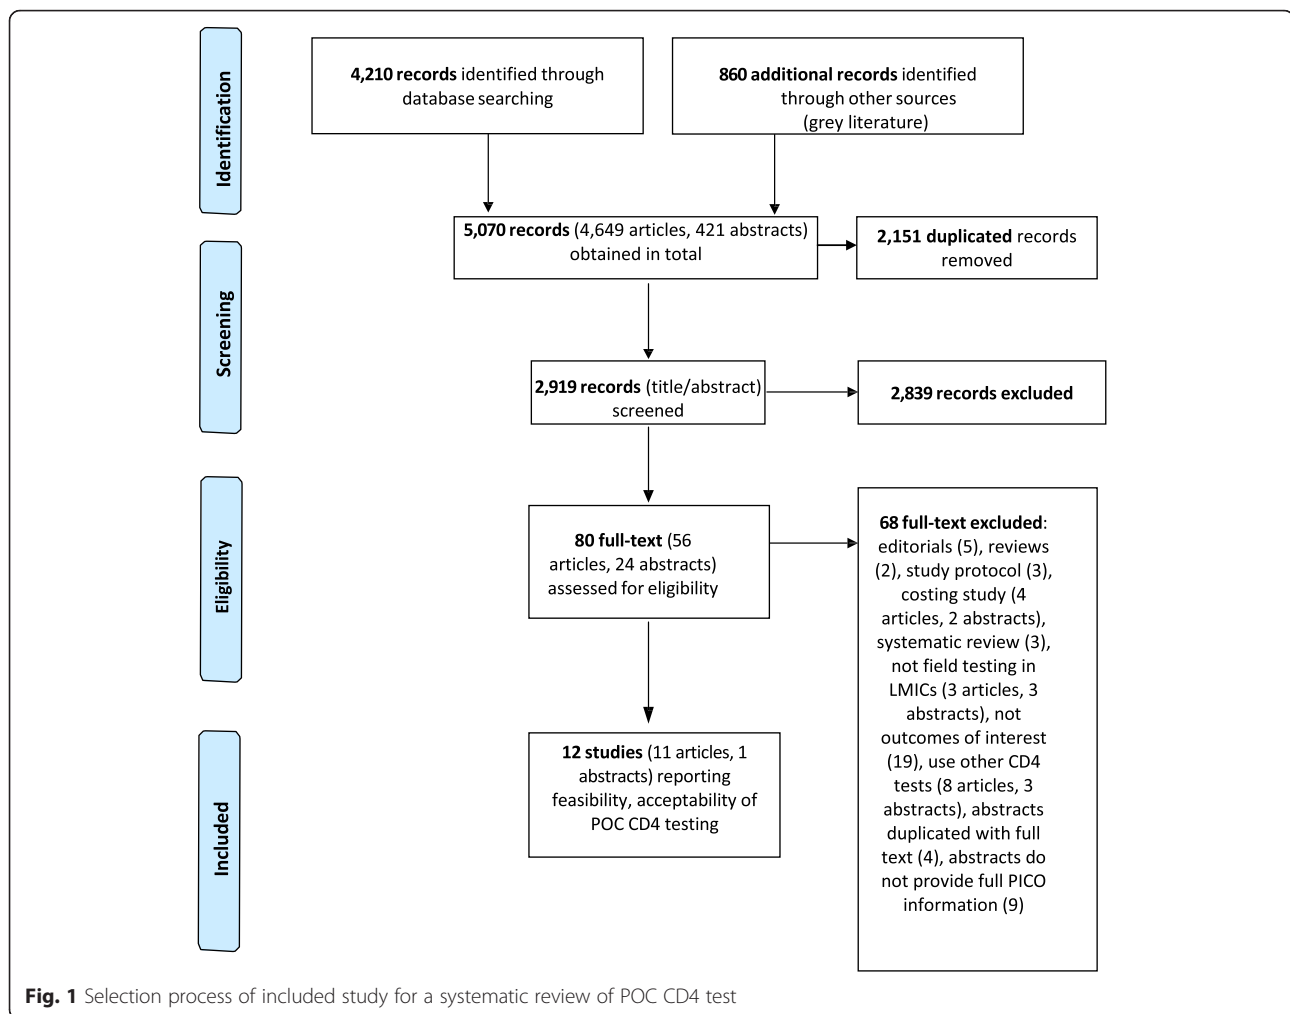 Identification
4,210 records identified through
database searching
860 additional records identified
through other sources
(grey literature)
5,070 records (4,649 articles, 421 abstracts)
obtained in total
2,151 duplicated records
removed
Screening
2,919 records (title/abstract)
screened
2,839 records excluded
Eligibility
80 full-text (56
articles, 24 abstracts)
assessed for eligibility
68 full-text excluded:
editorials (5), reviews
(2), study protocol (3),
costing study (4
articles, 2 abstracts),
systematic review (3),
not field testing in
LMICs (3 articles, 3
abstracts), not
outcomes of interest
(19), use other CD4
tests (8 articles, 3
abstracts), abstracts
duplicated with full
text (4), abstracts do
not provide full PICO
information (9)
Included
12 studies (11 articles, 1
abstracts) reporting
feasibility, acceptability of
POC CD4 testing
Fig. 1 Selection process of included study for a systematic review of POC CD4 test